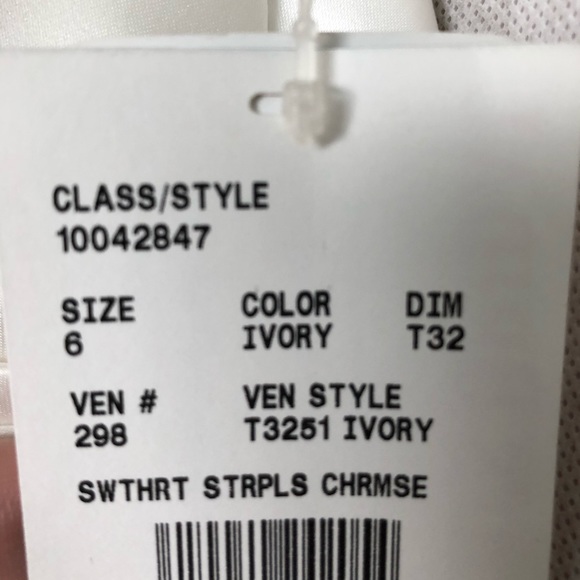 CLASS/STYLE
10042847
SIZE COLOR DIM
6 IVORY T32
VEN # VEN STYLE
298 T3251 IVORY
SWTHRT STRPLS CHRMSE